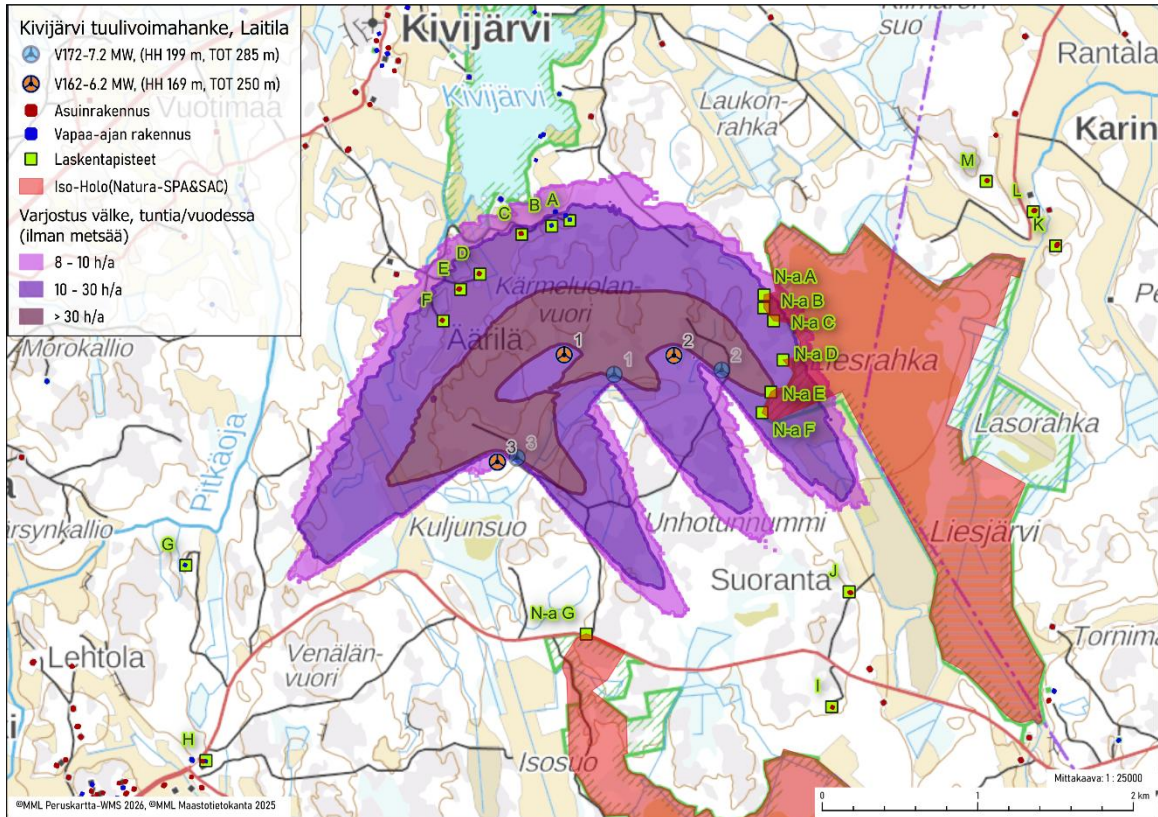 Kivijärvi tuulivoimahanke, Laitila
V172-7.2 MW, (HH 199 m, TOT 285 m)
V162-6.2 MW, (HH 169 m, TOT 250 m)
Asuinrakennus
Vapaa-ajan rakennus
Laskentapisteet
Iso-Holo(Natura-SPA&SAC)
Varjostus välke, tuntia/vuodessa
(ilman metsää)
8 - 10 h/a
10 - 30 h/a
> 30 h/a
Vuotimaa
Kivijärvi
Kivijärvi
suo
Rantala
Laukon-
rahka
Karin
M
L
K
A
B
C
D
E
F
Kärmeluolan-
vuori
Äärilä
N-a A
N-a B
N-a C
N-a D
N-a E
N-a F
Liesrahka
Lasorahka
1
1
2
2
3
3
Morokallio
Pitkäoja
ärsynkallio
Kuljunsuo
Unhotunnummi
Liesjärvi
G
J
Suoranta
N-a G
Lehtola
Venälän-
vuori
Tornima
I
H
Isosuo
Mittakaava: 1 : 25000
0
1
2 km
©MML Peruskartta-WMS 2026, ©MML Maastotietokanta 2025